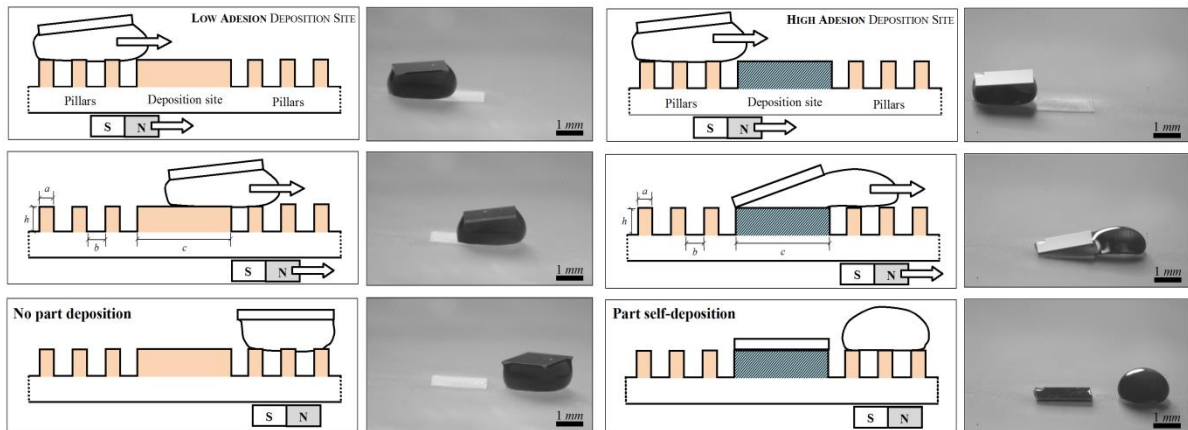 LOW ADESION DEPOSITION SITE
Pillars Deposition site Pillars
S N
1 mm
HIGH ADESION DEPOSITION SITE
Pillars Deposition site Pillars
S N
1 mm
a
h
b c
S N
1 mm
a
h
b c
S N
1 mm
No part deposition
S N
1 mm
Part self-deposition
S N
1 mm